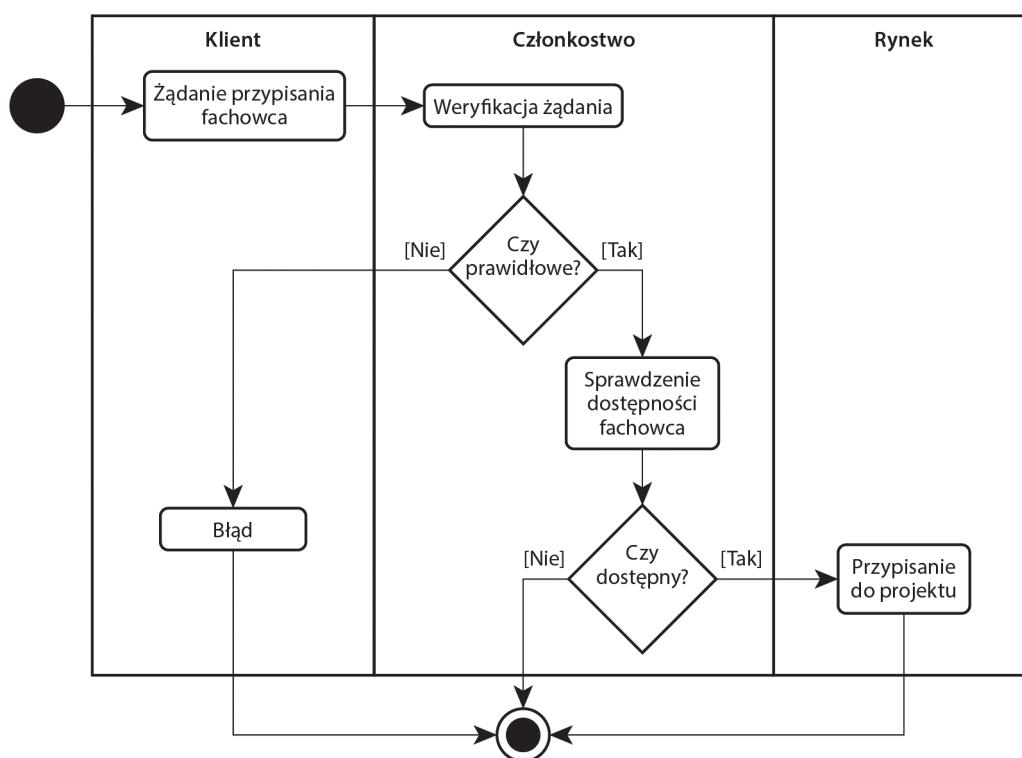 Klient
Członkostwo
Rynek
Żądanie przypisania
fachowca
Weryfikacja żądania
Czy
prawidłowe?
[Nie]
[Tak]
Sprawdzenie
dostępności
fachowca
Błąd
Czy
dostępny?
[Nie]
[Tak]
Przypisanie
do projektu